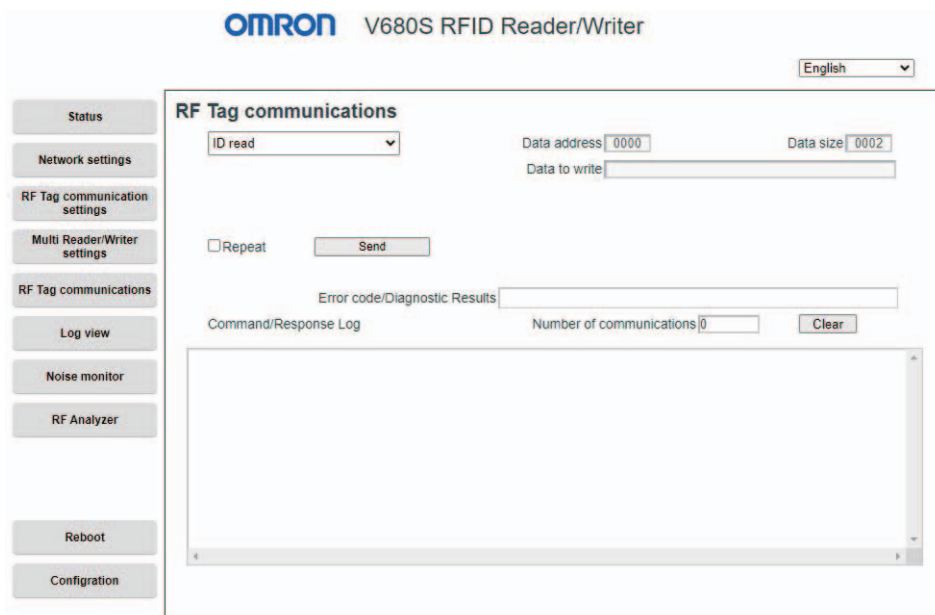 OMRON V680S RFID Reader/Writer
English
Status
Network settings
RF Tag communication
settings
Multi Reader/Writer
settings
RF Tag communications
Log view
Noise monitor
RF Analyzer
Reboot
Configration
RF Tag communications
ID read
Data address 0000 Data size 0002
Data to write
Repeat Send
Error code/Diagnostic Results
Command/Response Log Number of communications 0 Clear